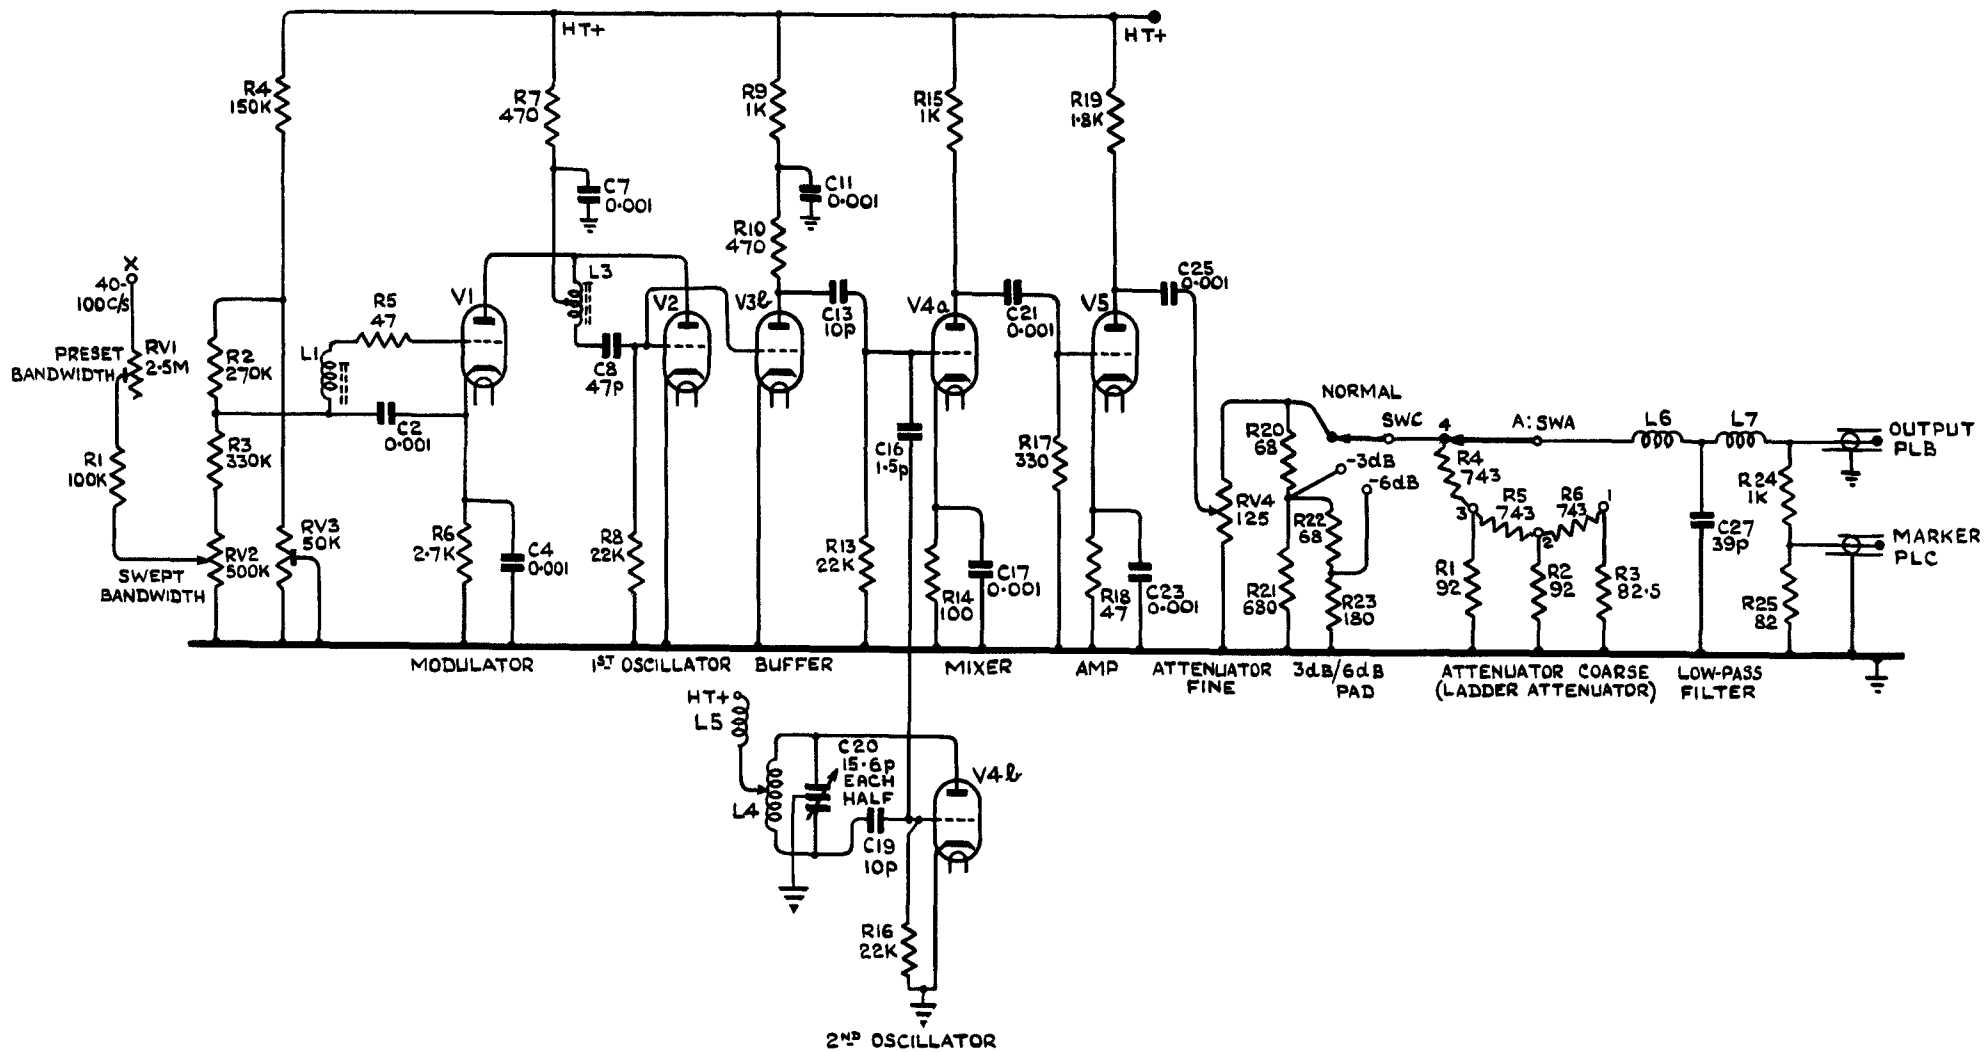 HT+
HT+
R4
150K
R7
470
R9
1K
R15
1K
R19
1·8K
C7
0·001
C11
0·001
R10
470
X
40-
100C/S
RV1
2·5M
PRESET
BANDWIDTH
R1
100K
R2
270K
R3
330K
RV2
500K
SWEPT
BANDWIDTH
RV3
50K
L1
R5
47
V1
C2
0·001
R6
2·7K
C4
0·001
L3
V2
C8
47p
R8
22K
V3b
C13
10p
V4a
C16
1·5p
R13
22K
R14
100
C17
0·001
C21
0·001
V5
R17
330
R18
47
C23
0·001
C25
0·001
RV4
125
NORMAL
SWC
R20
68
-3dB
-6dB
R22
68
R21
680
R23
180
4
A: SWA
R4
743
3
R5
743
2
R6
743
1
R1
92
R2
92
R3
82·5
L6
L7
C27
39p
R24
1K
R25
82
OUTPUT
PLB
MARKER
PLC
MODULATOR
1ST OSCILLATOR
BUFFER
MIXER
AMP
ATTENUATOR
FINE
3dB/6dB
PAD
ATTENUATOR COARSE
(LADDER ATTENUATOR)
LOW-PASS
FILTER
HT+
L5
L4
C20
15·6p
EACH
HALF
C19
10p
V4b
R16
22K
2ND OSCILLATOR